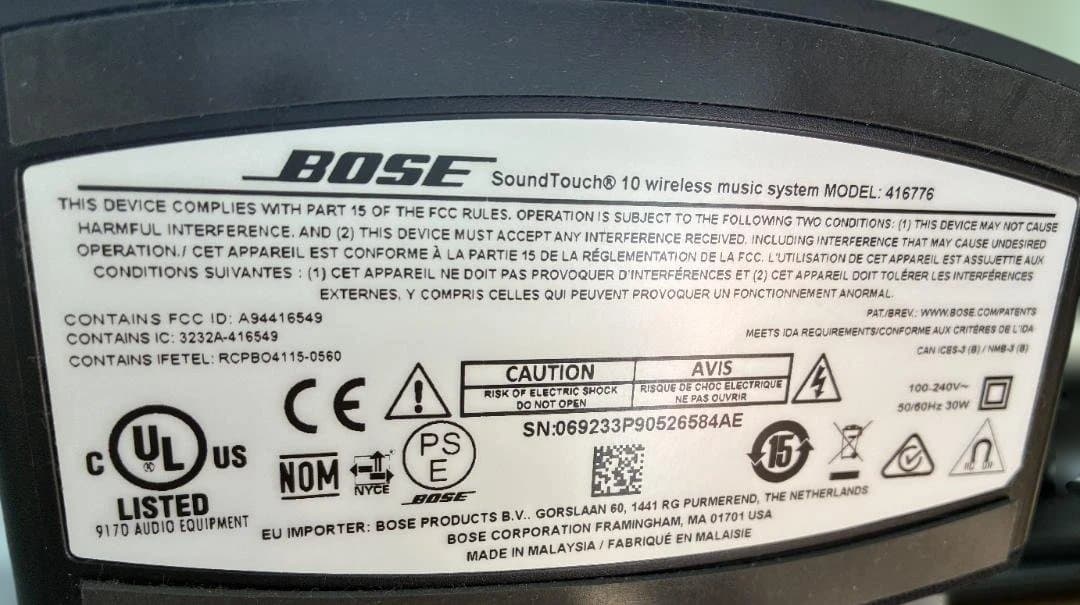 BOSE SoundTouch® 10 wireless music system MODEL: 416776
THIS DEVICE COMPLIES WITH PART 15 OF THE FCC RULES. OPERATION IS SUBJECT TO THE FOLLOWING TWO CONDITIONS: (1) THIS DEVICE MAY NOT CAUSE
HARMFUL INTERFERENCE. AND (2) THIS DEVICE MUST ACCEPT ANY INTERFERENCE RECEIVED. INCLUDING INTERFERENCE THAT MAY CAUSE UNDESIRED
OPERATION./ CET APPAREIL EST CONFORME À LA PARTIE 15 DE LA RÉGLEMENTATION DE LA FCC. L'UTILISATION DE CET APPAREIL EST ASSUJETTIE AUX
CONDITIONS SUIVANTES : (1) CET APPAREIL NE DOIT PAS PROVOQUER D'INTERFÉRENCES ET (2) CET APPAREIL DOIT TOLÉRER LES INTERFÉRENCES
EXTERNES, Y COMPRIS CELLES QUI PEUVENT PROVOQUER UN FONCTIONNEMENT ANORMAL.
PAT./BREV.: WWW.BOSE.COM/PATENTS
CONTAINS FCC ID: A94416549
MEETS IDA REQUIREMENTS/CONFORME AUX CRITÈRES DE L'IDA
CONTAINS IC: 3232A-416549
CAN ICES-3 (B) / NMB-3 (B)
CONTAINS IFETEL: RCPBO4115-0560
CAUTION AVIS
RISK OF ELECTRIC SHOCK RISQUE DE CHOC ELECTRIQUE
DO NOT OPEN NE PAS OUVRIR
100-240V~
50/60Hz 30W
CE
SN:069233P90526584AE
C UL ® US
LISTED
917D AUDIO EQUIPMENT
NOM
NYCE
PS
E
BOSE
15
EU IMPORTER: BOSE PRODUCTS B.V.. GORSLAAN 60, 1441 RG PURMEREND, THE NETHERLANDS
BOSE CORPORATION FRAMINGHAM, MA 01701 USA
MADE IN MALAYSIA / FABRIQUÉ EN MALAISIE